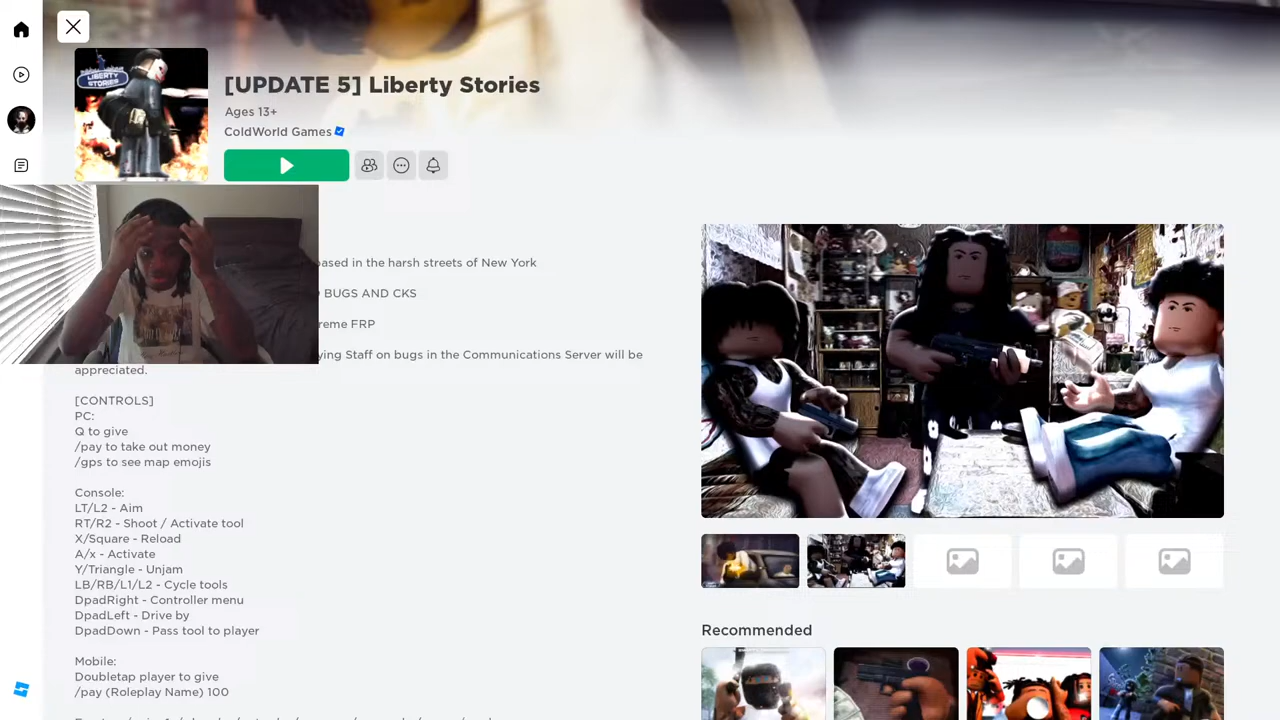 LIBERTY
STORIES
[UPDATE 5] Liberty Stories
Ages 13+
ColdWorld Games
based in the harsh streets of New York
BUGS AND CKS
reme FRP
ying Staff on bugs in the Communications Server will be
appreciated.
[CONTROLS]
PC:
Q to give
/pay to take out money
/gps to see map emojis
Console:
LT/L2 - Aim
RT/R2 - Shoot / Activate tool
X/Square - Reload
A/x - Activate
Y/Triangle - Unjam
LB/RB/L1/L2 - Cycle tools
DpadRight - Controller menu
DpadLeft - Drive by
DpadDown - Pass tool to player
Mobile:
Doubletap player to give
/pay (Roleplay Name) 100
Recommended